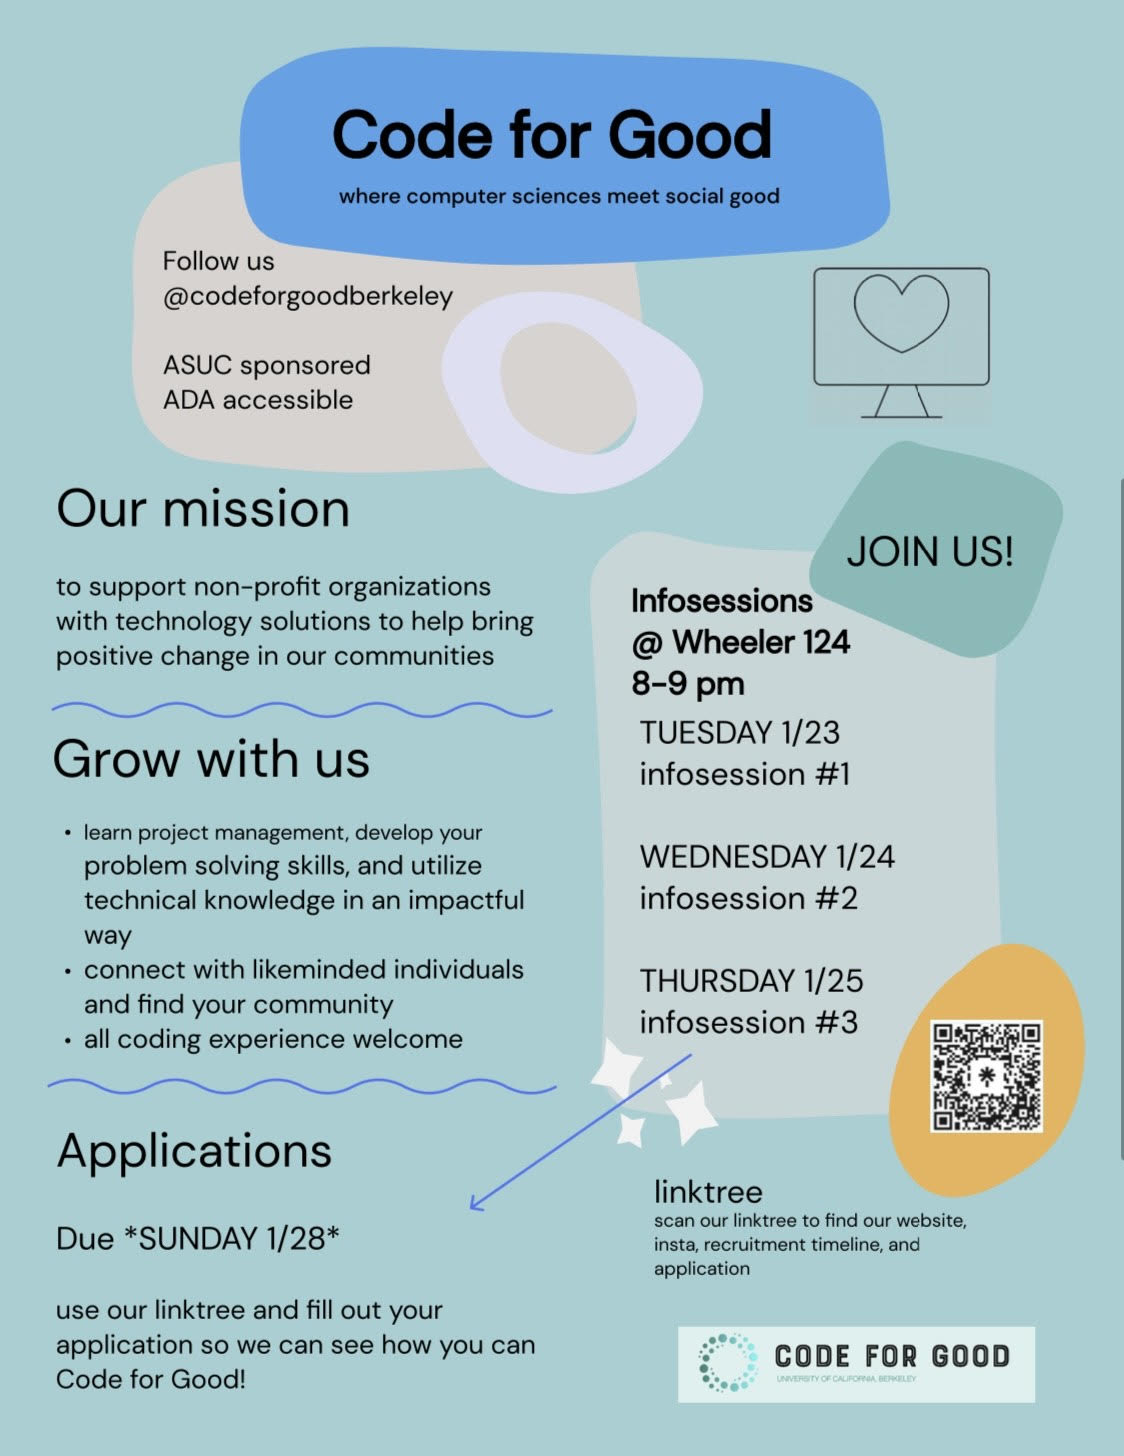 Code for Good
where computer sciences meet social good
Follow us
@codeforgoodberkeley
ASUC sponsored
ADA accessible
Our mission
to support non-profit organizations
with technology solutions to help bring
positive change in our communities
Grow with us
• learn project management, develop your
problem solving skills, and utilize
technical knowledge in an impactful
way
• connect with likeminded individuals
and find your community
• all coding experience welcome
Applications
Due *SUNDAY 1/28*
use our linktree and fill out your
application so we can see how you can
Code for Good!
JOIN US!
Infosessions
@ Wheeler 124
8-9 pm
TUESDAY 1/23
infosession #1
WEDNESDAY 1/24
infosession #2
THURSDAY 1/25
infosession #3
linktree
scan our linktree to find our website,
insta, recruitment timeline, and
application
CODE FOR GOOD
UNIVERSITY OF CALIFORNIA, BERKELEY